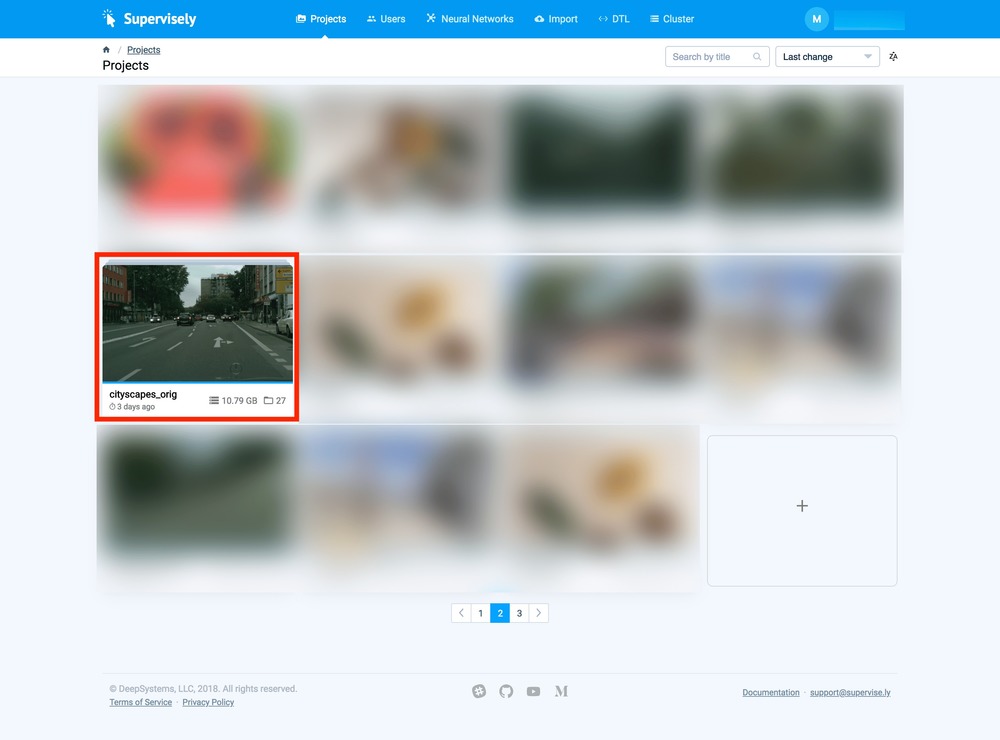 Supervisely
Projects
Users
Neural Networks
Import
DTL
Cluster
M
/ Projects
Projects
Search by title
Last change
cityscapes_orig
3 days ago
10.79 GB
27
1
2
3
© DeepSystems, LLC, 2018. All rights reserved.
Terms of Service · Privacy Policy
Documentation · support@supervise.ly